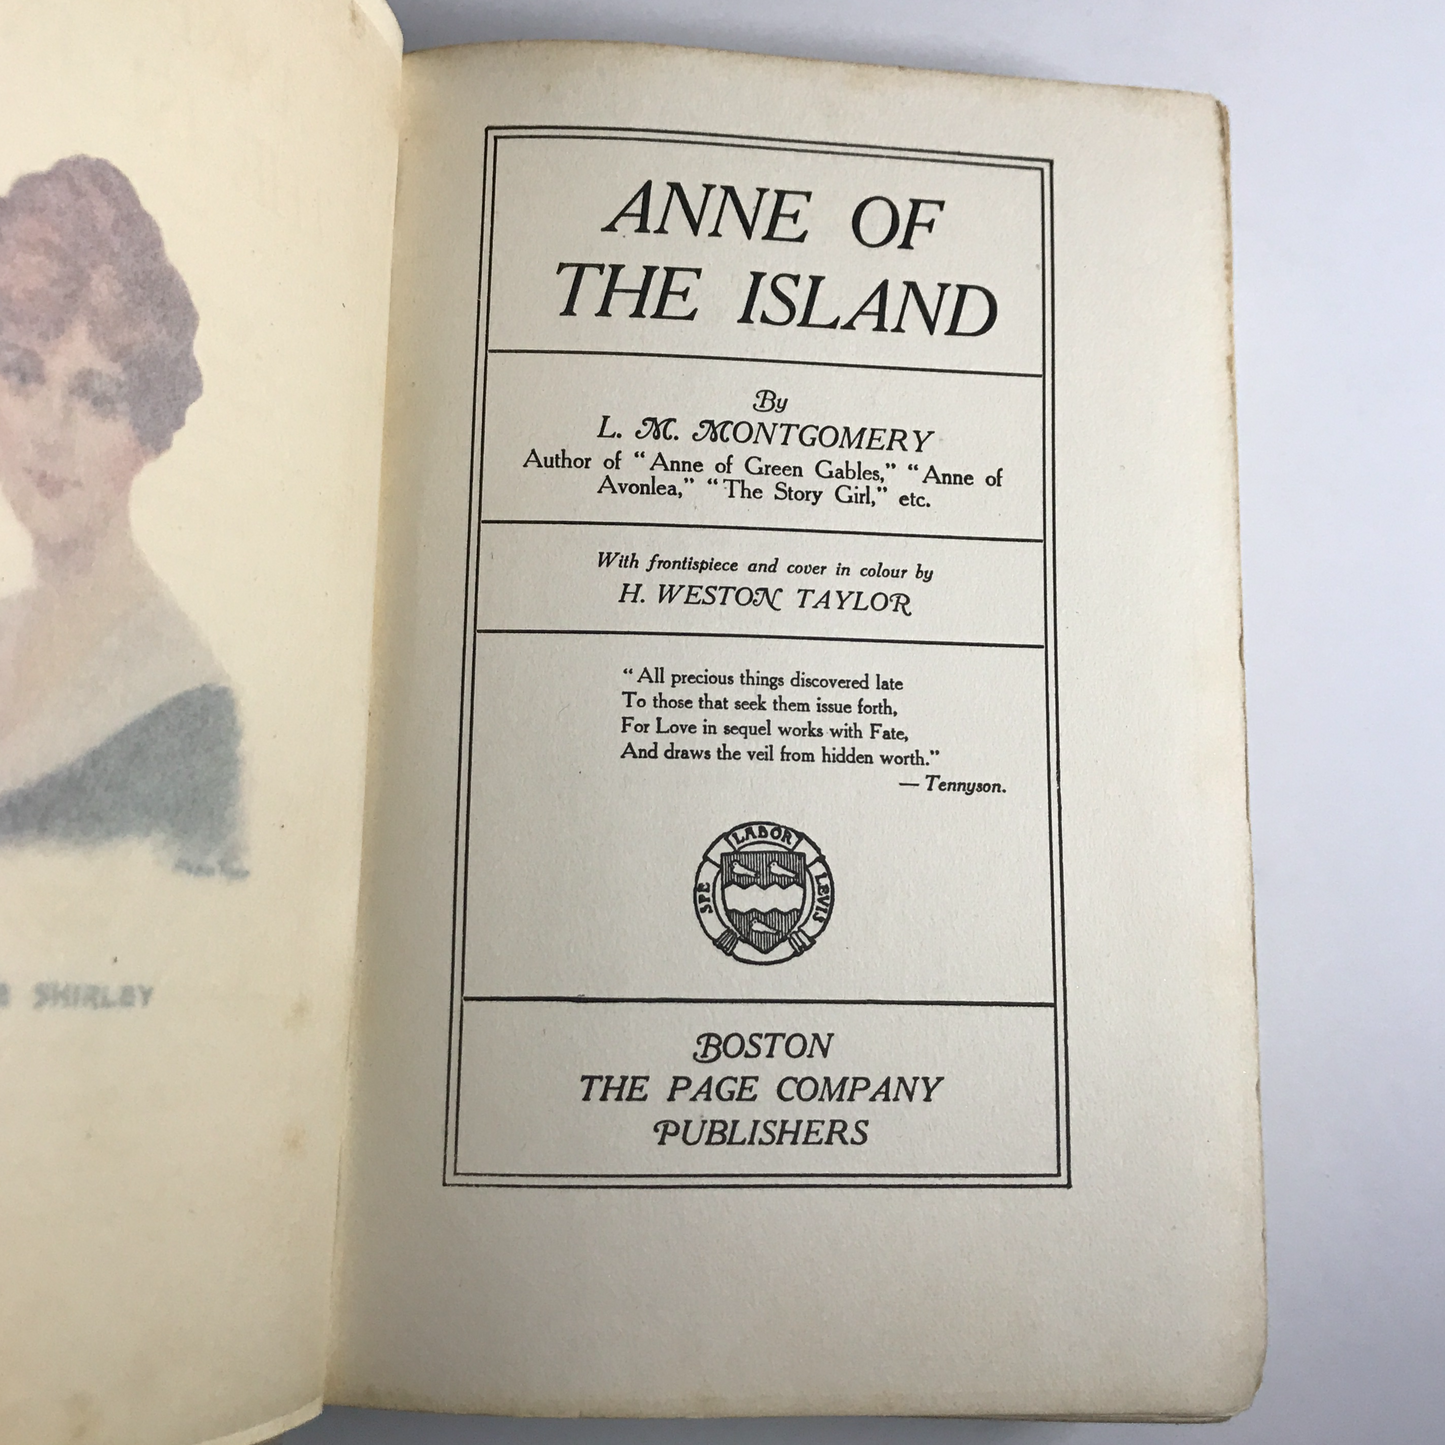 SHIRLEY
ANNE OF
THE ISLAND
By
L. M. MONTGOMERY
Author of "Anne of Green Gables," "Anne of
Avonlea," "The Story Girl," etc.
With frontispiece and cover in colour by
H. WESTON TAYLOR
"All precious things discovered late
To those that seek them issue forth,
For Love in sequel works with Fate,
And draws the veil from hidden worth."
— Tennyson.
SPE LABOR LEVIS
BOSTON
THE PAGE COMPANY
PUBLISHERS